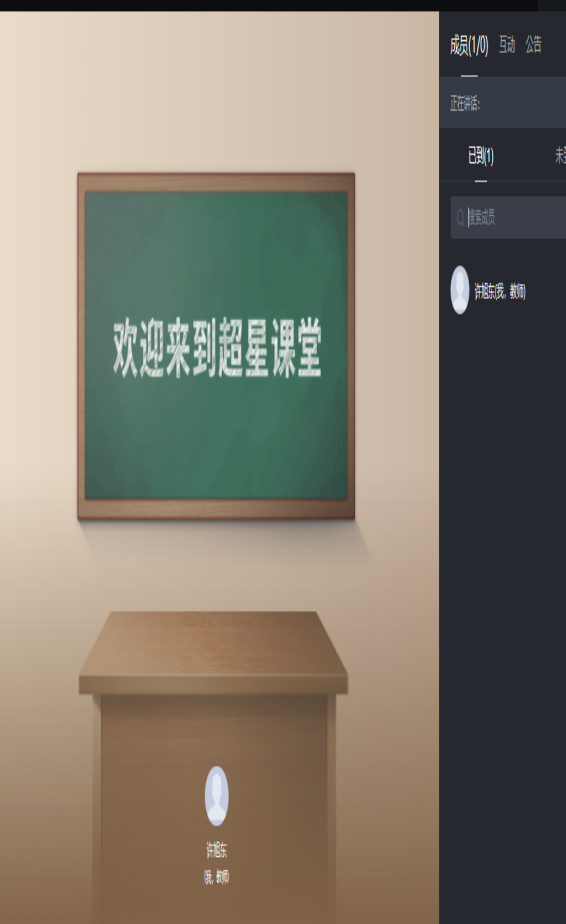 成员(1/0) 互动 公告
正在讲话:
已到(1)
搜索成员
许旭东(我, 教师)
欢迎来到超星课堂
许旭东
(我, 教师)